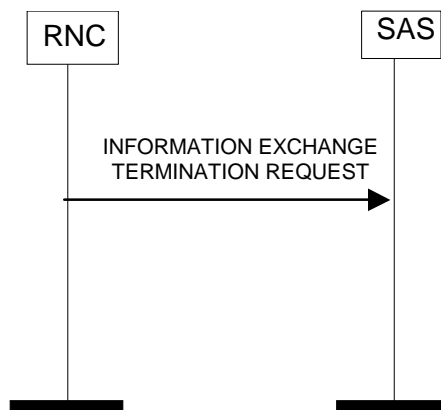 RNC
SAS
INFORMATION EXCHANGE
TERMINATION REQUEST